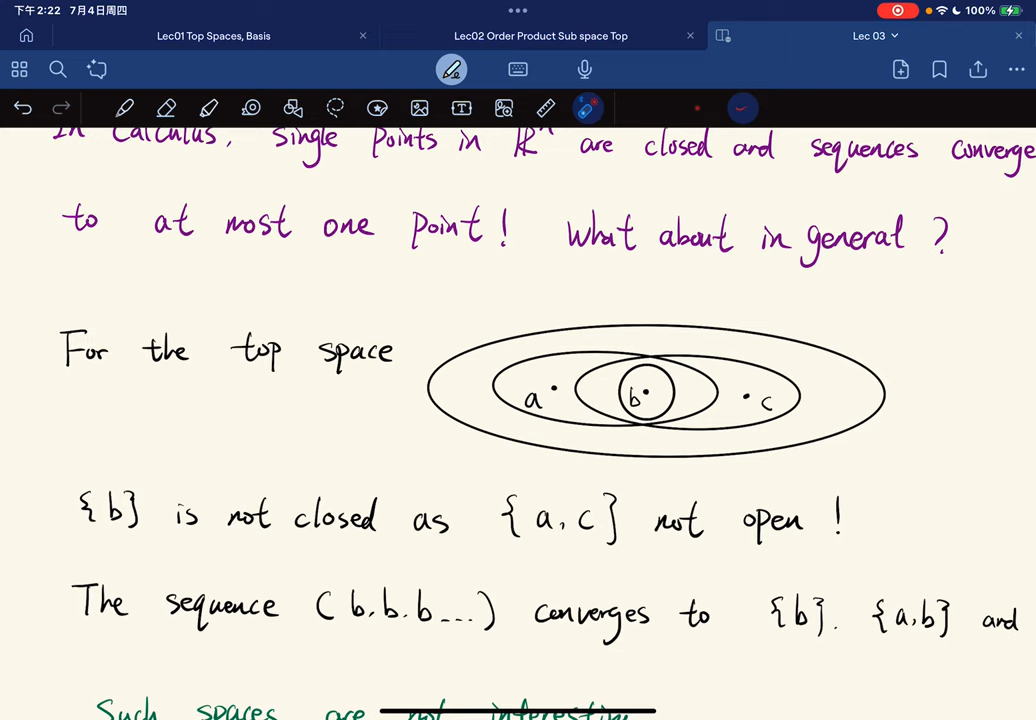 下午2:22 7月4日周四
100%
Lec01 Top Spaces, Basis
Lec02 Order Product Sub space Top
Lec 03
In Calculus, Single Points in ℝⁿ are closed and sequences converge
to at most one point! What about in general?
For the top space
a b c
{b} is not closed as {a,c} not open!
The sequence (b.b.b...) converges to {b}. {a,b} and
Such spaces are not interesting